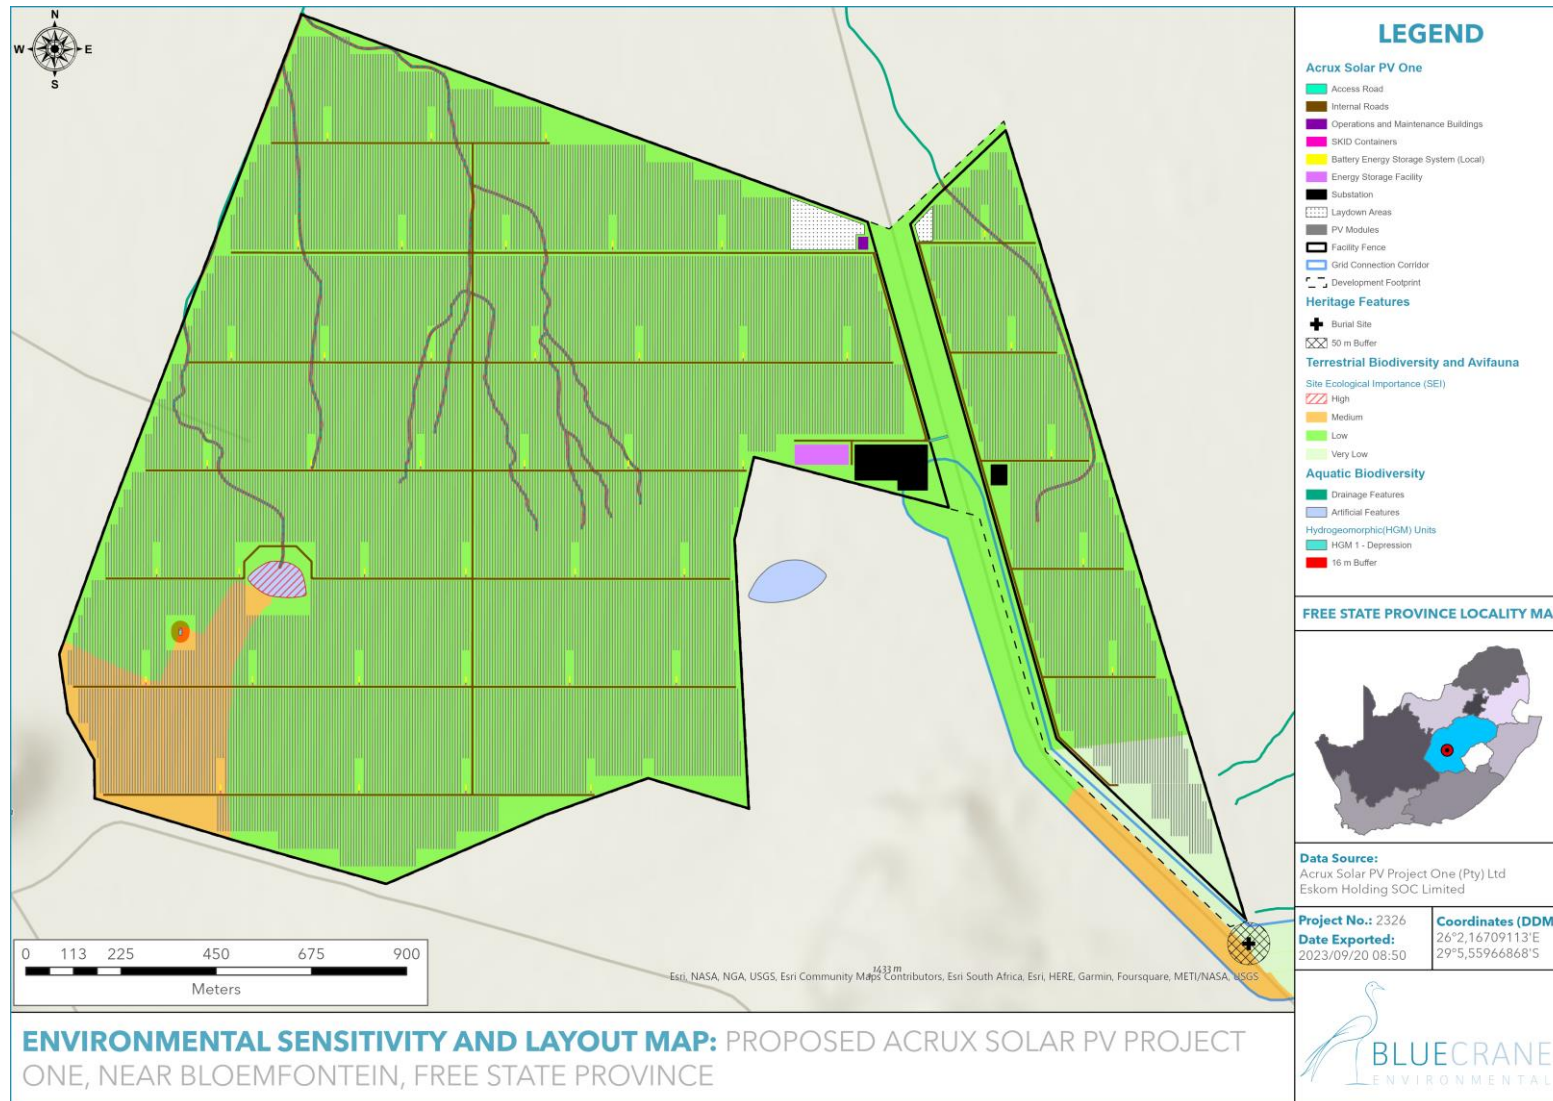 N
W E
S
1433 m
Esri, NASA, NGA, USGS, Esri Community Maps Contributors, Esri South Africa, Esri, HERE, Garmin, Foursquare, METI/NASA, USGS
0 113 225 450 675 900
Meters
ENVIRONMENTAL SENSITIVITY AND LAYOUT MAP: PROPOSED ACRUX SOLAR PV PROJECT
ONE, NEAR BLOEMFONTEIN, FREE STATE PROVINCE
LEGEND
Acrux Solar PV One
Access Road
Internal Roads
Operations and Maintenance Buildings
SKID Containers
Battery Energy Storage System (Local)
Energy Storage Facility
Substation
Laydown Areas
PV Modules
Facility Fence
Grid Connection Corridor
Development Footprint
Heritage Features
Burial Site
50 m Buffer
Terrestrial Biodiversity and Avifauna
Site Ecological Importance (SEI)
High
Medium
Low
Very Low
Aquatic Biodiversity
Drainage Features
Artificial Features
Hydrogeomorphic(HGM) Units
HGM 1 - Depression
16 m Buffer
FREE STATE PROVINCE LOCALITY MA
Data Source:
Acrux Solar PV Project One (Pty) Ltd
Eskom Holding SOC Limited
Project No.: 2326
Date Exported:
2023/09/20 08:50
Coordinates (DDM
26°2,16709113'E
29°5,55966868'S
BLUECRANE
ENVIRONMENTAL